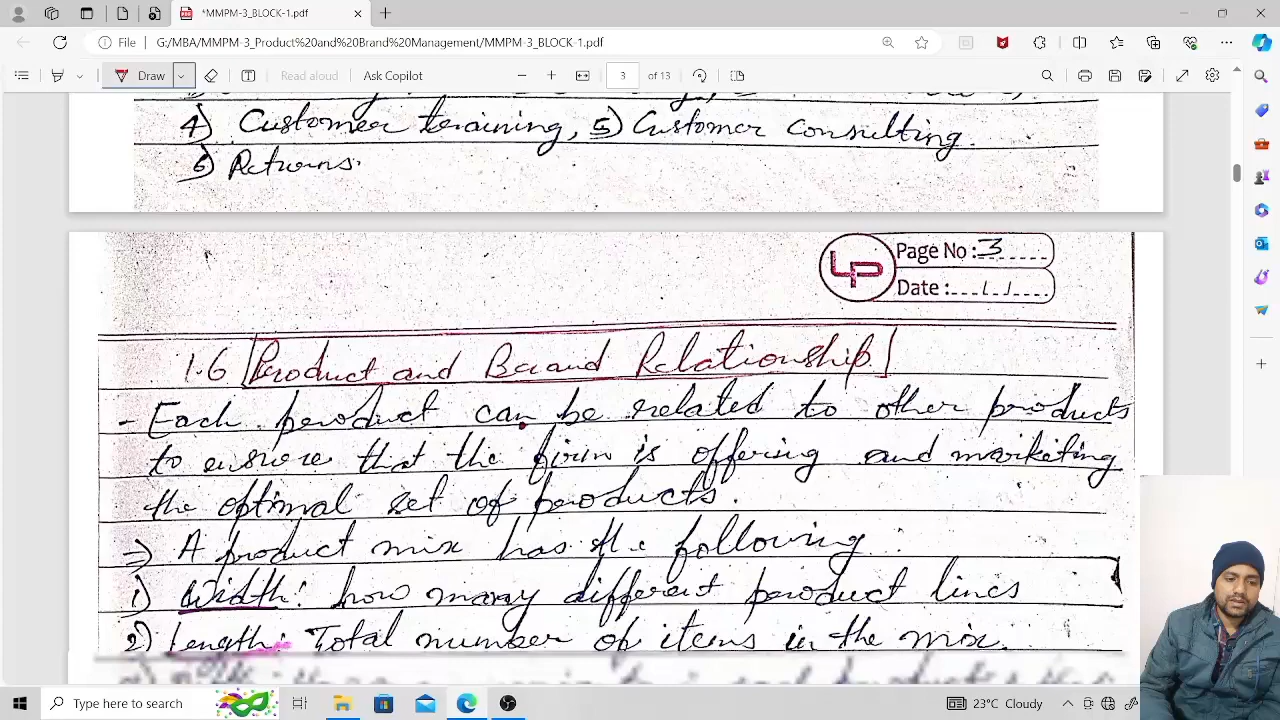 *MMPM-3_BLOCK-1.pdf
File G:/MBA/MMPM-3_Product%20and%20Brand%20Management/MMPM-3_BLOCK-1.pdf
Draw Read aloud Ask Copilot 3 of 13
4) Customer training, 5) Customer consulting.
6) Returns.
Page No : 3
LP
Date :
1.6 Product and Brand Relationship
- Each product can be related to other products
to ensure that the firm is offering and marketing
the optimal set of products.
=> A product mix has the following
1) Width: how many different product lines
2) Length: Total number of items in the mix.
Type here to search 23°C Cloudy